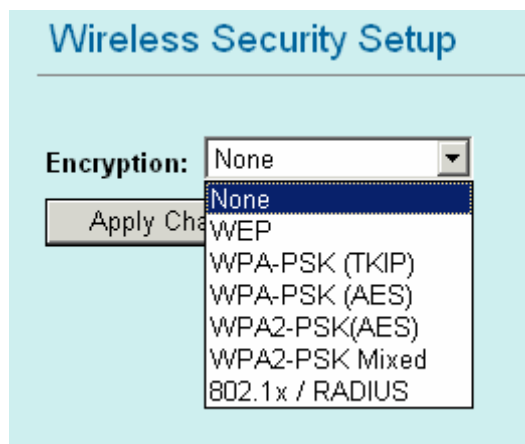 Wireless Security Setup
Encryption: None
Apply Cha
None
WEP
WPA-PSK (TKIP)
WPA-PSK (AES)
WPA2-PSK(AES)
WPA2-PSK Mixed
802.1x / RADIUS